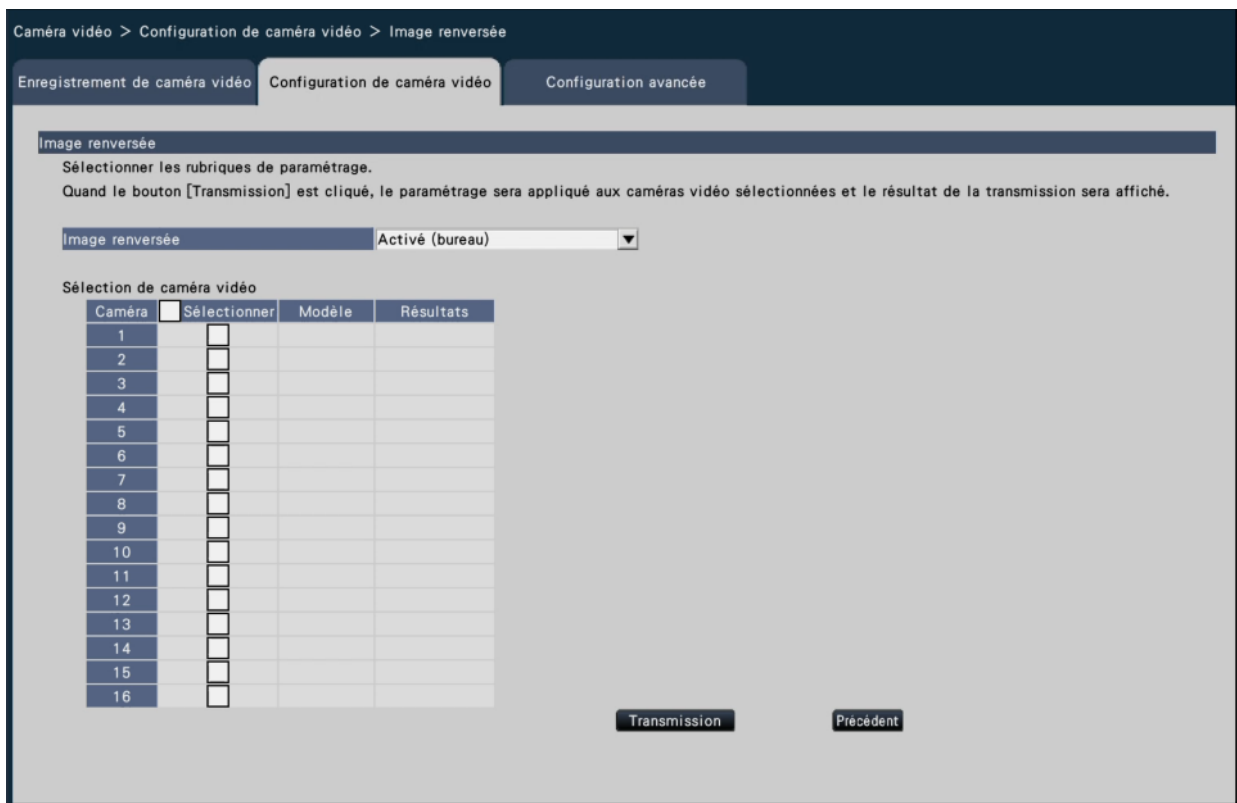 Caméra vidéo > Configuration de caméra vidéo > Image renversée
Enregistrement de caméra vidéo Configuration de caméra vidéo Configuration avancée
Image renversée
Sélectionner les rubriques de paramétrage.
Quand le bouton [Transmission] est cliqué, le paramétrage sera appliqué aux caméras vidéo sélectionnées et le résultat de la transmission sera affiché.
Image renversée Activé (bureau)
Sélection de caméra vidéo
Caméra Sélectionner Modèle Résultats
1
2
3
4
5
6
7
8
9
10
11
12
13
14
15
16
Transmission Précédent